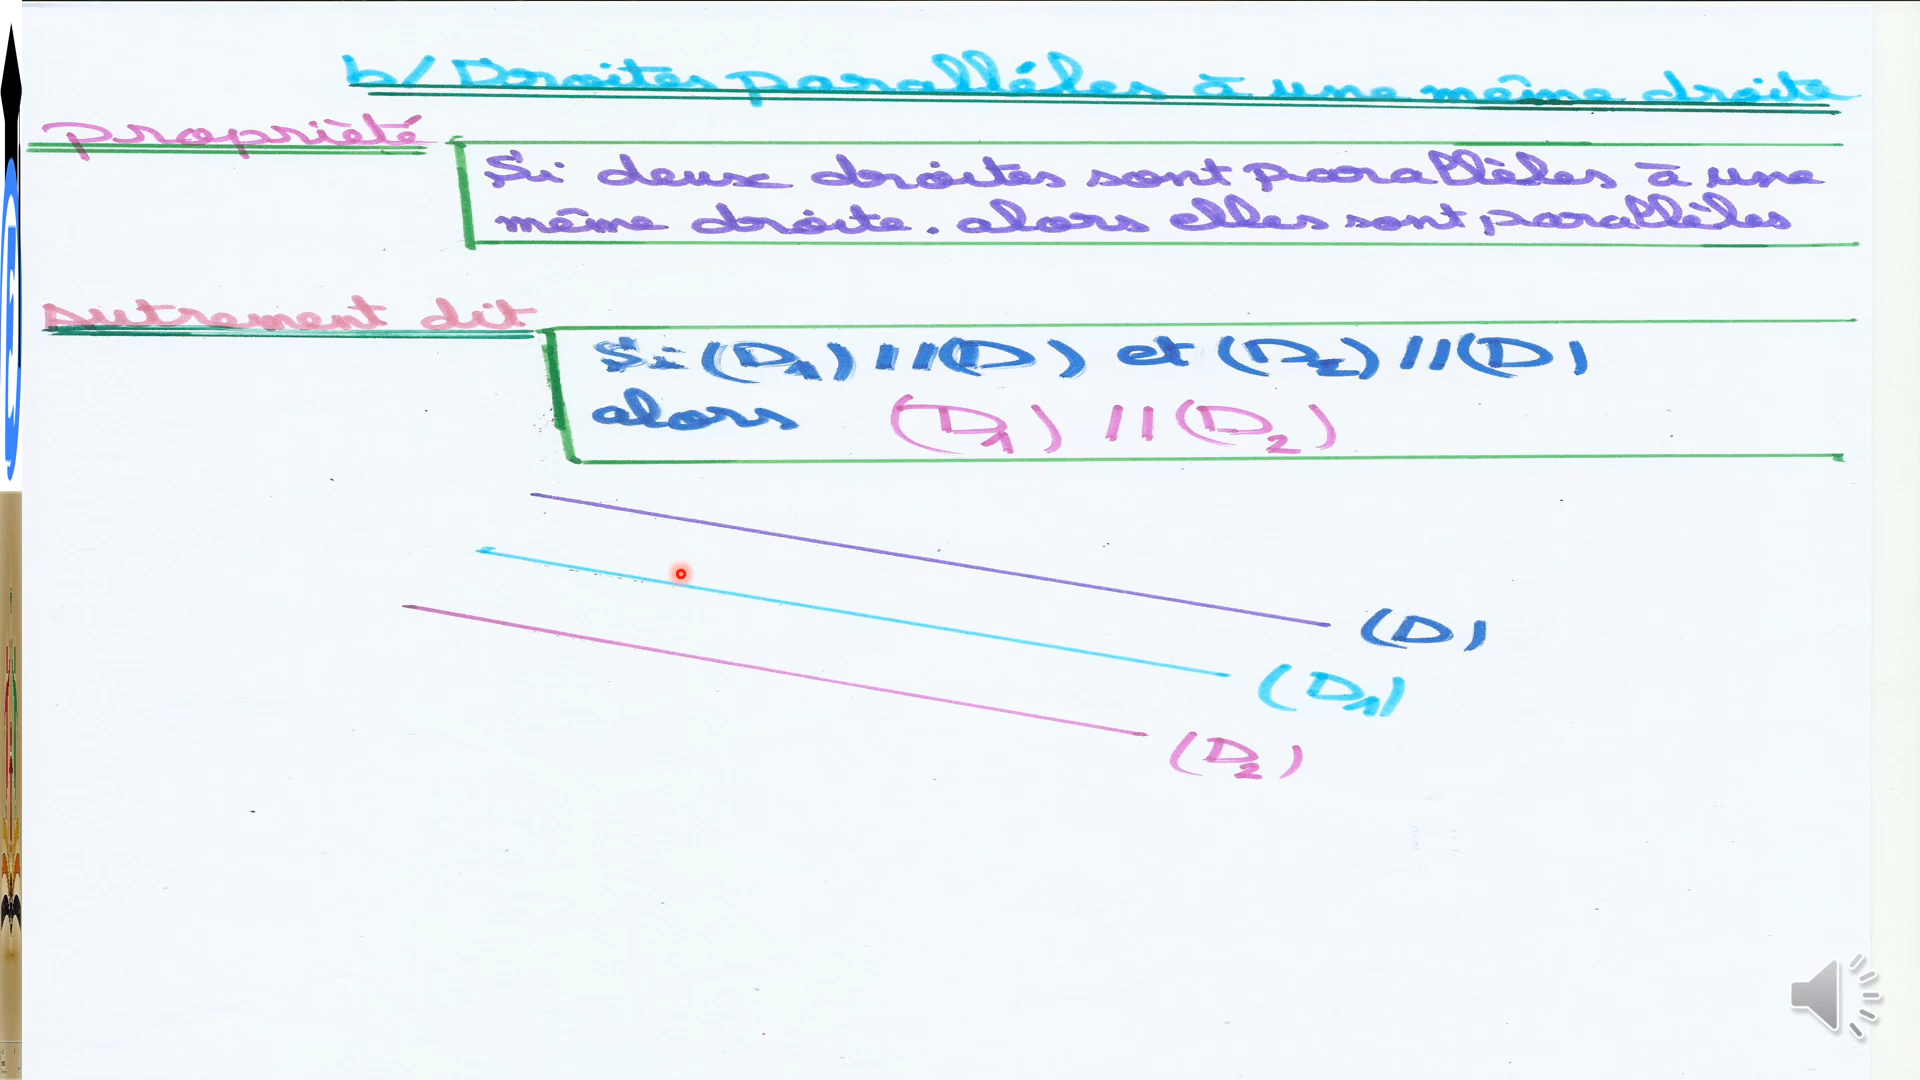 b/ Droites parallèles à une même droite
propriété
Si deux droites sont parallèles à une
même droite. alors elles sont parallèles
autrement dit
Si (D1) // (D) et (D2) // (D)
alors (D1) // (D2)
(D)
(D1)
(D2)